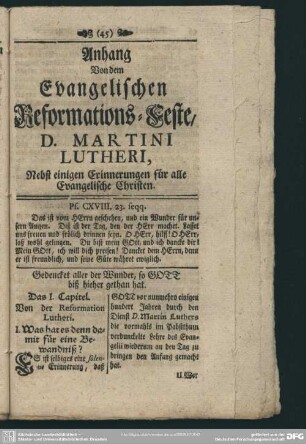 (45)
Anhang
Von dem
Evangelischen
Reformations-Feste,
D. MARTINI
LUTHERI,
Nebst einigen Erinnerungen für alle
Evangelische Christen.
Ps. CXVIII, 23. seqq.
Das ist vom HErrn geschehen, und ein Wunder für un-
sern Augen. Diß ist der Tag, den der HErr machet. Lasset
uns freuen und frölich drinnen seyn. O HErr, hilff! O HErr,
laß wohl gelingen. Du bist mein GOtt, und ich dancke dir!
Mein GOtt, ich will dich preisen! Dancket dem HErrn, denn
er ist freundlich, und seine Güte währet ewiglich.
Gedencket aller der Wunder, so GOTT
biß hieher gethan hat.
Das I. Capitel.
Von der Reformation
Lutheri.
1. Was hat es denn da-
mit für eine Be-
wandniß?
ES ist selbiges eine
ne Erinnerung, daß
GOTT vor nunmehro einigen
hundert Jahren durch den
Dienst D. Martin Luthers
die vormahls im Pabstthum
verdunckelte Lehre des Evange-
lii wiederum an den Tag zu
bringen den Anfang gemacht
hat.
II. Wer